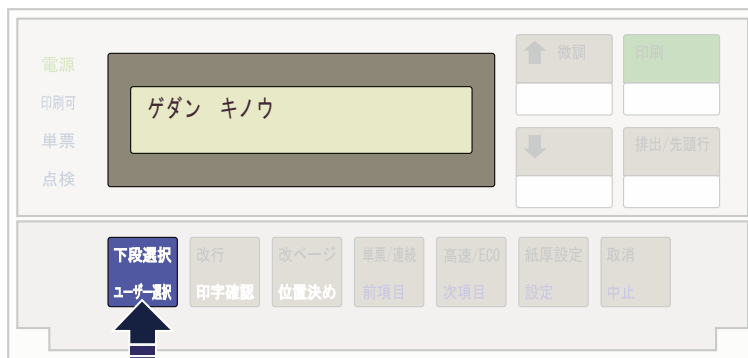 電源
印刷可
単票
点検
ゲダン キノウ
微調
印刷
排出/先頭行
下段選択
改行
改ページ
単票/連続
高速/ECO
紙厚設定
取消
ユーザー選択
印字確認
位置決め
前項目
次項目
設定
中止